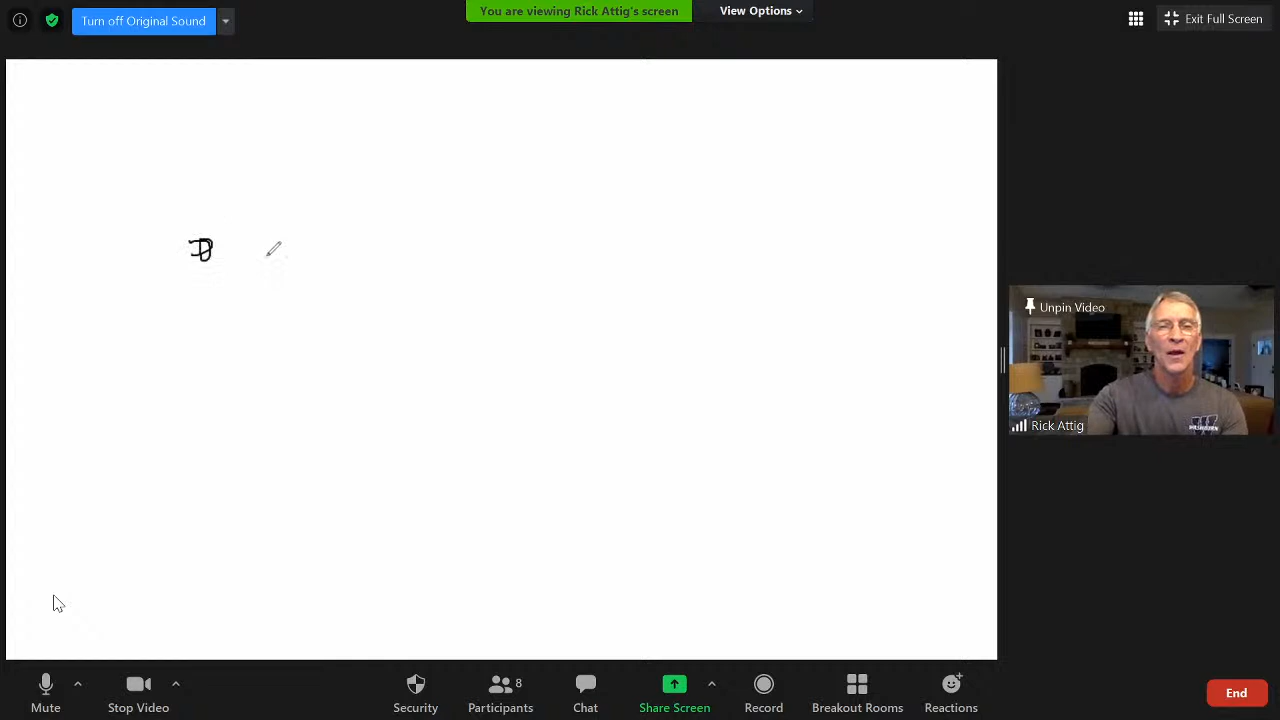 Turn off Original Sound
You are viewing Rick Attig's screen
View Options
Exit Full Screen
Unpin Video
Rick Attig
Mute
Stop Video
Security
Participants
8
Chat
Share Screen
Record
Breakout Rooms
Reactions
End